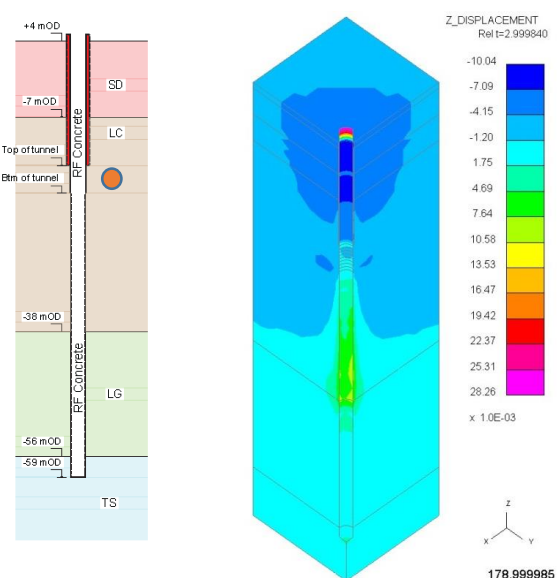 +4 mOD
SD
-7 mOD
LC
Top of tunnel
Btm of tunnel
RF Concrete
-38 mOD
RF Concrete
LG
-56 mOD
-59 mOD
TS
Z_DISPLACEMENT
Rel t=2.999840
-10.04
-7.09
-4.15
-1.20
1.75
4.69
7.64
10.58
13.53
16.47
19.42
22.37
25.31
28.26
x 1.0E-03
Z
X Y
178.999985